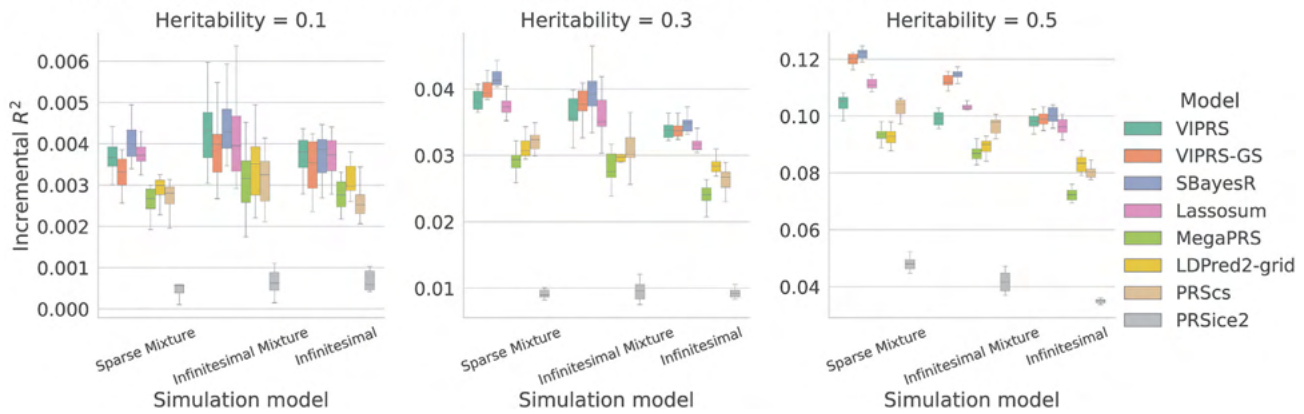 Heritability = 0.1
Heritability = 0.3
Heritability = 0.5
Incremental R²
0.006
0.005
0.004
0.003
0.002
0.001
0.000
0.04
0.03
0.02
0.01
0.12
0.10
0.08
0.06
0.04
Sparse Mixture
Infinitesimal Mixture
Infinitesimal
Sparse Mixture
Infinitesimal Mixture
Infinitesimal
Sparse Mixture
Infinitesimal Mixture
Infinitesimal
Simulation model
Simulation model
Simulation model
Model
VIPRS
VIPRS-GS
SBayesR
Lassosum
MegaPRS
LDPred2-grid
PRScs
PRSice2